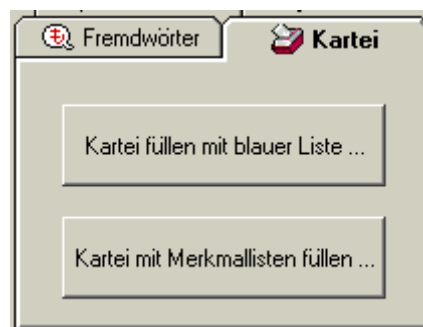 Fremdwörter
Kartei
Kartei füllen mit blauer Liste ...
Kartei mit Merkmallisten füllen ...